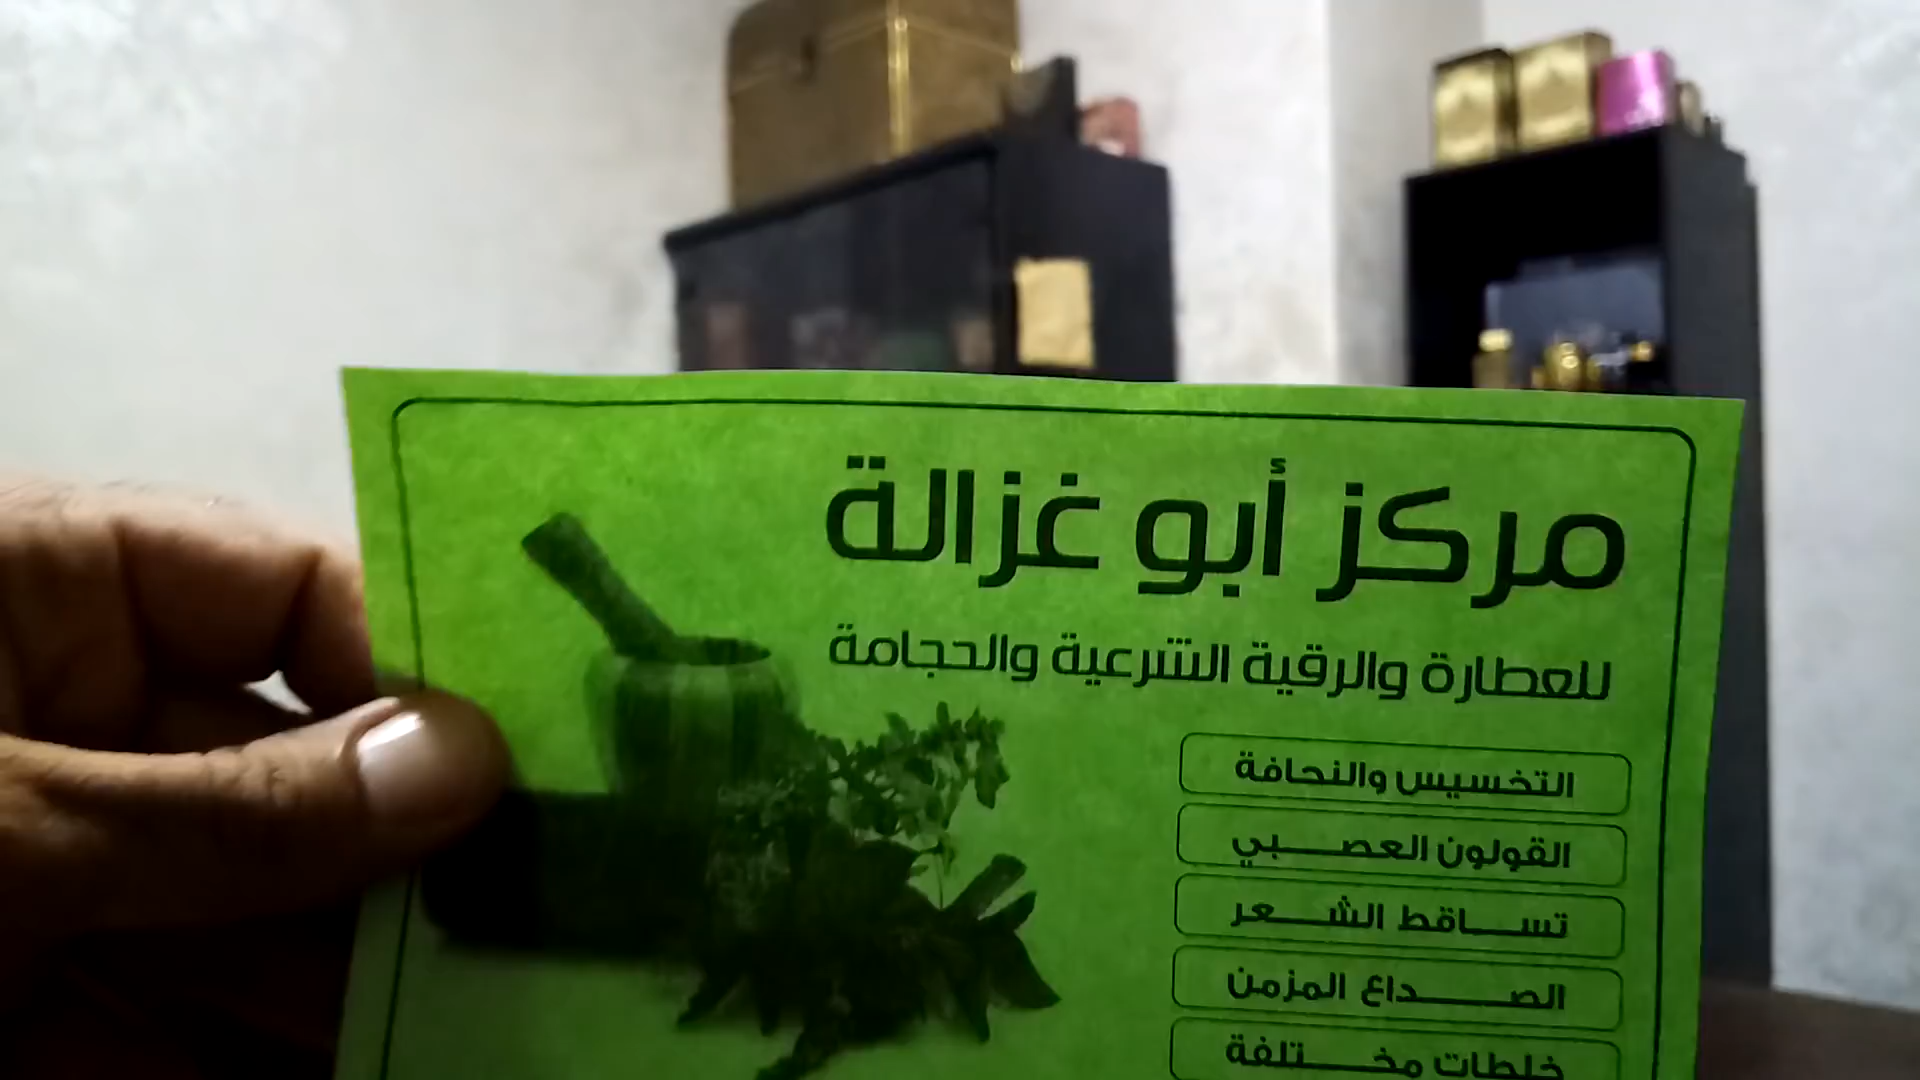 مركز أبو غزالة
للعطارة والرقية الشرعية والحجامة
التخسيس والنحافة
القولون العصبي
تساقط الشعر
الصداع المزمن
خلطات مختلفة